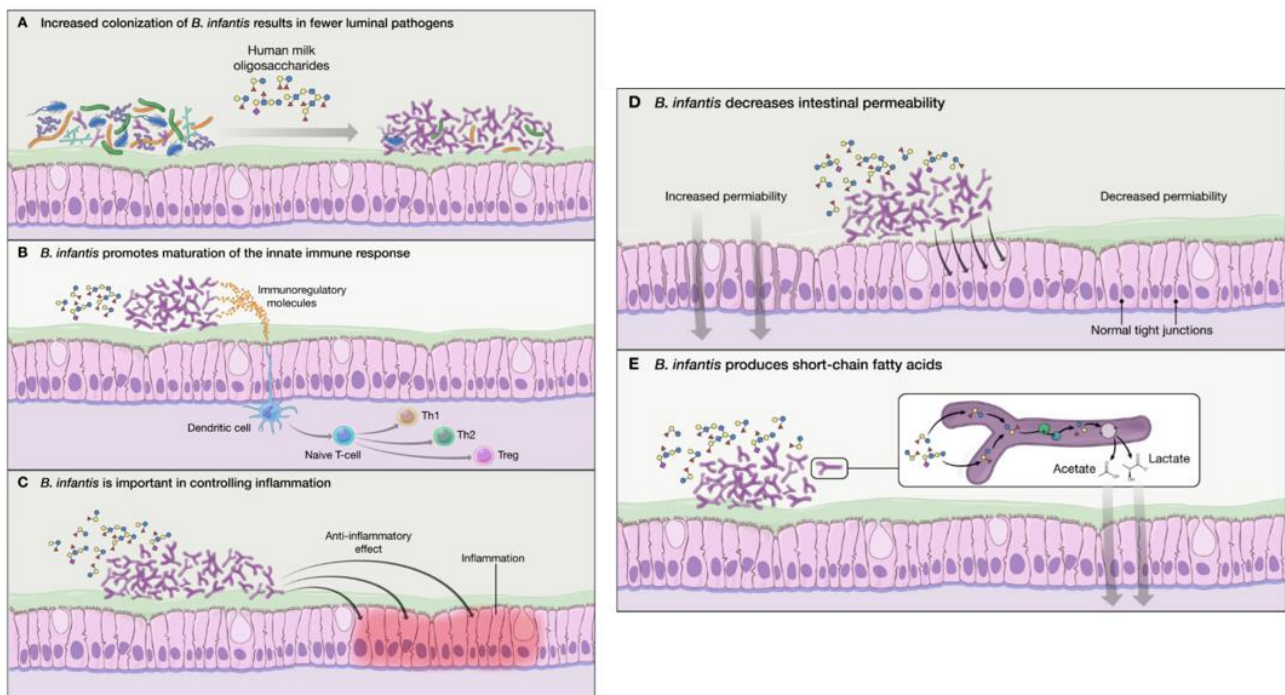 A Increased colonization of B. infantis results in fewer luminal pathogens
Human milk
oligosaccharides
B B. infantis promotes maturation of the innate immune response
Immunoregulatory
molecules
Dendritic cell
Naive T-cell
Th1
Th2
Treg
C B. infantis is important in controlling inflammation
Anti-inflammatory
effect
Inflammation
D B. infantis decreases intestinal permeability
Increased permiability
Decreased permiability
Normal tight junctions
E B. infantis produces short-chain fatty acids
Acetate
Lactate